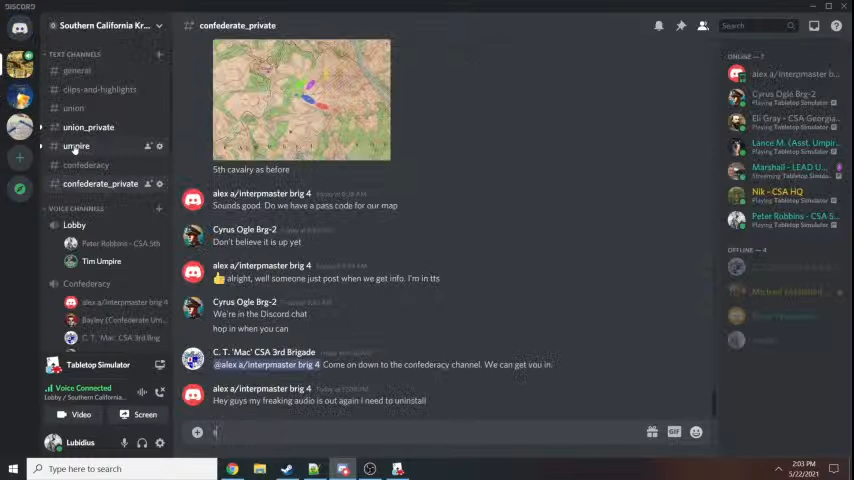 DISCORD
Southern California Kr...
confederate_private
Search
TEXT CHANNELS
general
clips-and-highlights
union
union_private
umpire
confederacy
confederate_private
VOICE CHANNELS
Lobby
Peter Robbins - CSA 5th
Tim Umpire
Confederacy
alex a/interpmaster brig 4
Bayley (Confederate Um...
C. T. 'Mac' CSA 3rd Brig
Tabletop Simulator
Voice Connected
Lobby / Southern California...
Video
Screen
Lubidius
5th cavalry as before
alex a/interpmaster brig 4
Sounds good. Do we have a pass code for our map
Cyrus Ogle Brg-2
Don't believe it is up yet
alex a/interpmaster brig 4
alright, well someone just post when we get info. I'm in tts
Cyrus Ogle Brg-2
We're in the Discord chat
hop in when you can
C. T. 'Mac' CSA 3rd Brigade
@alex a/interpmaster brig 4 Come on down to the confederacy channel. We can get you in.
alex a/interpmaster brig 4
Hey guys my freaking audio is out again I need to uninstall
GIF
ONLINE — 7
alex a/interpmaster b...
Cyrus Ogle Brg-2
Playing Tabletop Simulator
Eli Gray - CSA Georgia...
Playing Tabletop Simulator
Lance M. (Asst. Umpir...
Playing Tabletop Simulator
Marshall - LEAD U...
Streaming Tabletop Simulator
Nik - CSA HQ
Playing Tabletop Simulator
Peter Robbins - CSA 5...
Playing Tabletop Simulator
OFFLINE — 4
Type here to search
2:03 PM
5/22/2021